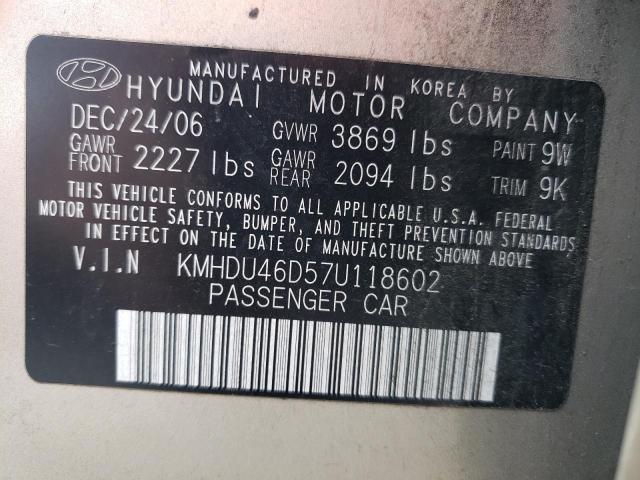 MANUFACTURED IN KOREA BY
HYUNDAI MOTOR COMPANY
DEC/24/06 GVWR 3869 lbs PAINT 9W
GAWR FRONT 2227 lbs GAWR REAR 2094 lbs TRIM 9K
THIS VEHICLE CONFORMS TO ALL APPLICABLE U.S.A. FEDERAL
MOTOR VEHICLE SAFETY, BUMPER, AND THEFT PREVENTION
STANDARDS IN EFFECT ON THE DATE OF MANUFACTURE SHOWN ABOVE
V.I.N KMHDU46D57U118602
PASSENGER CAR